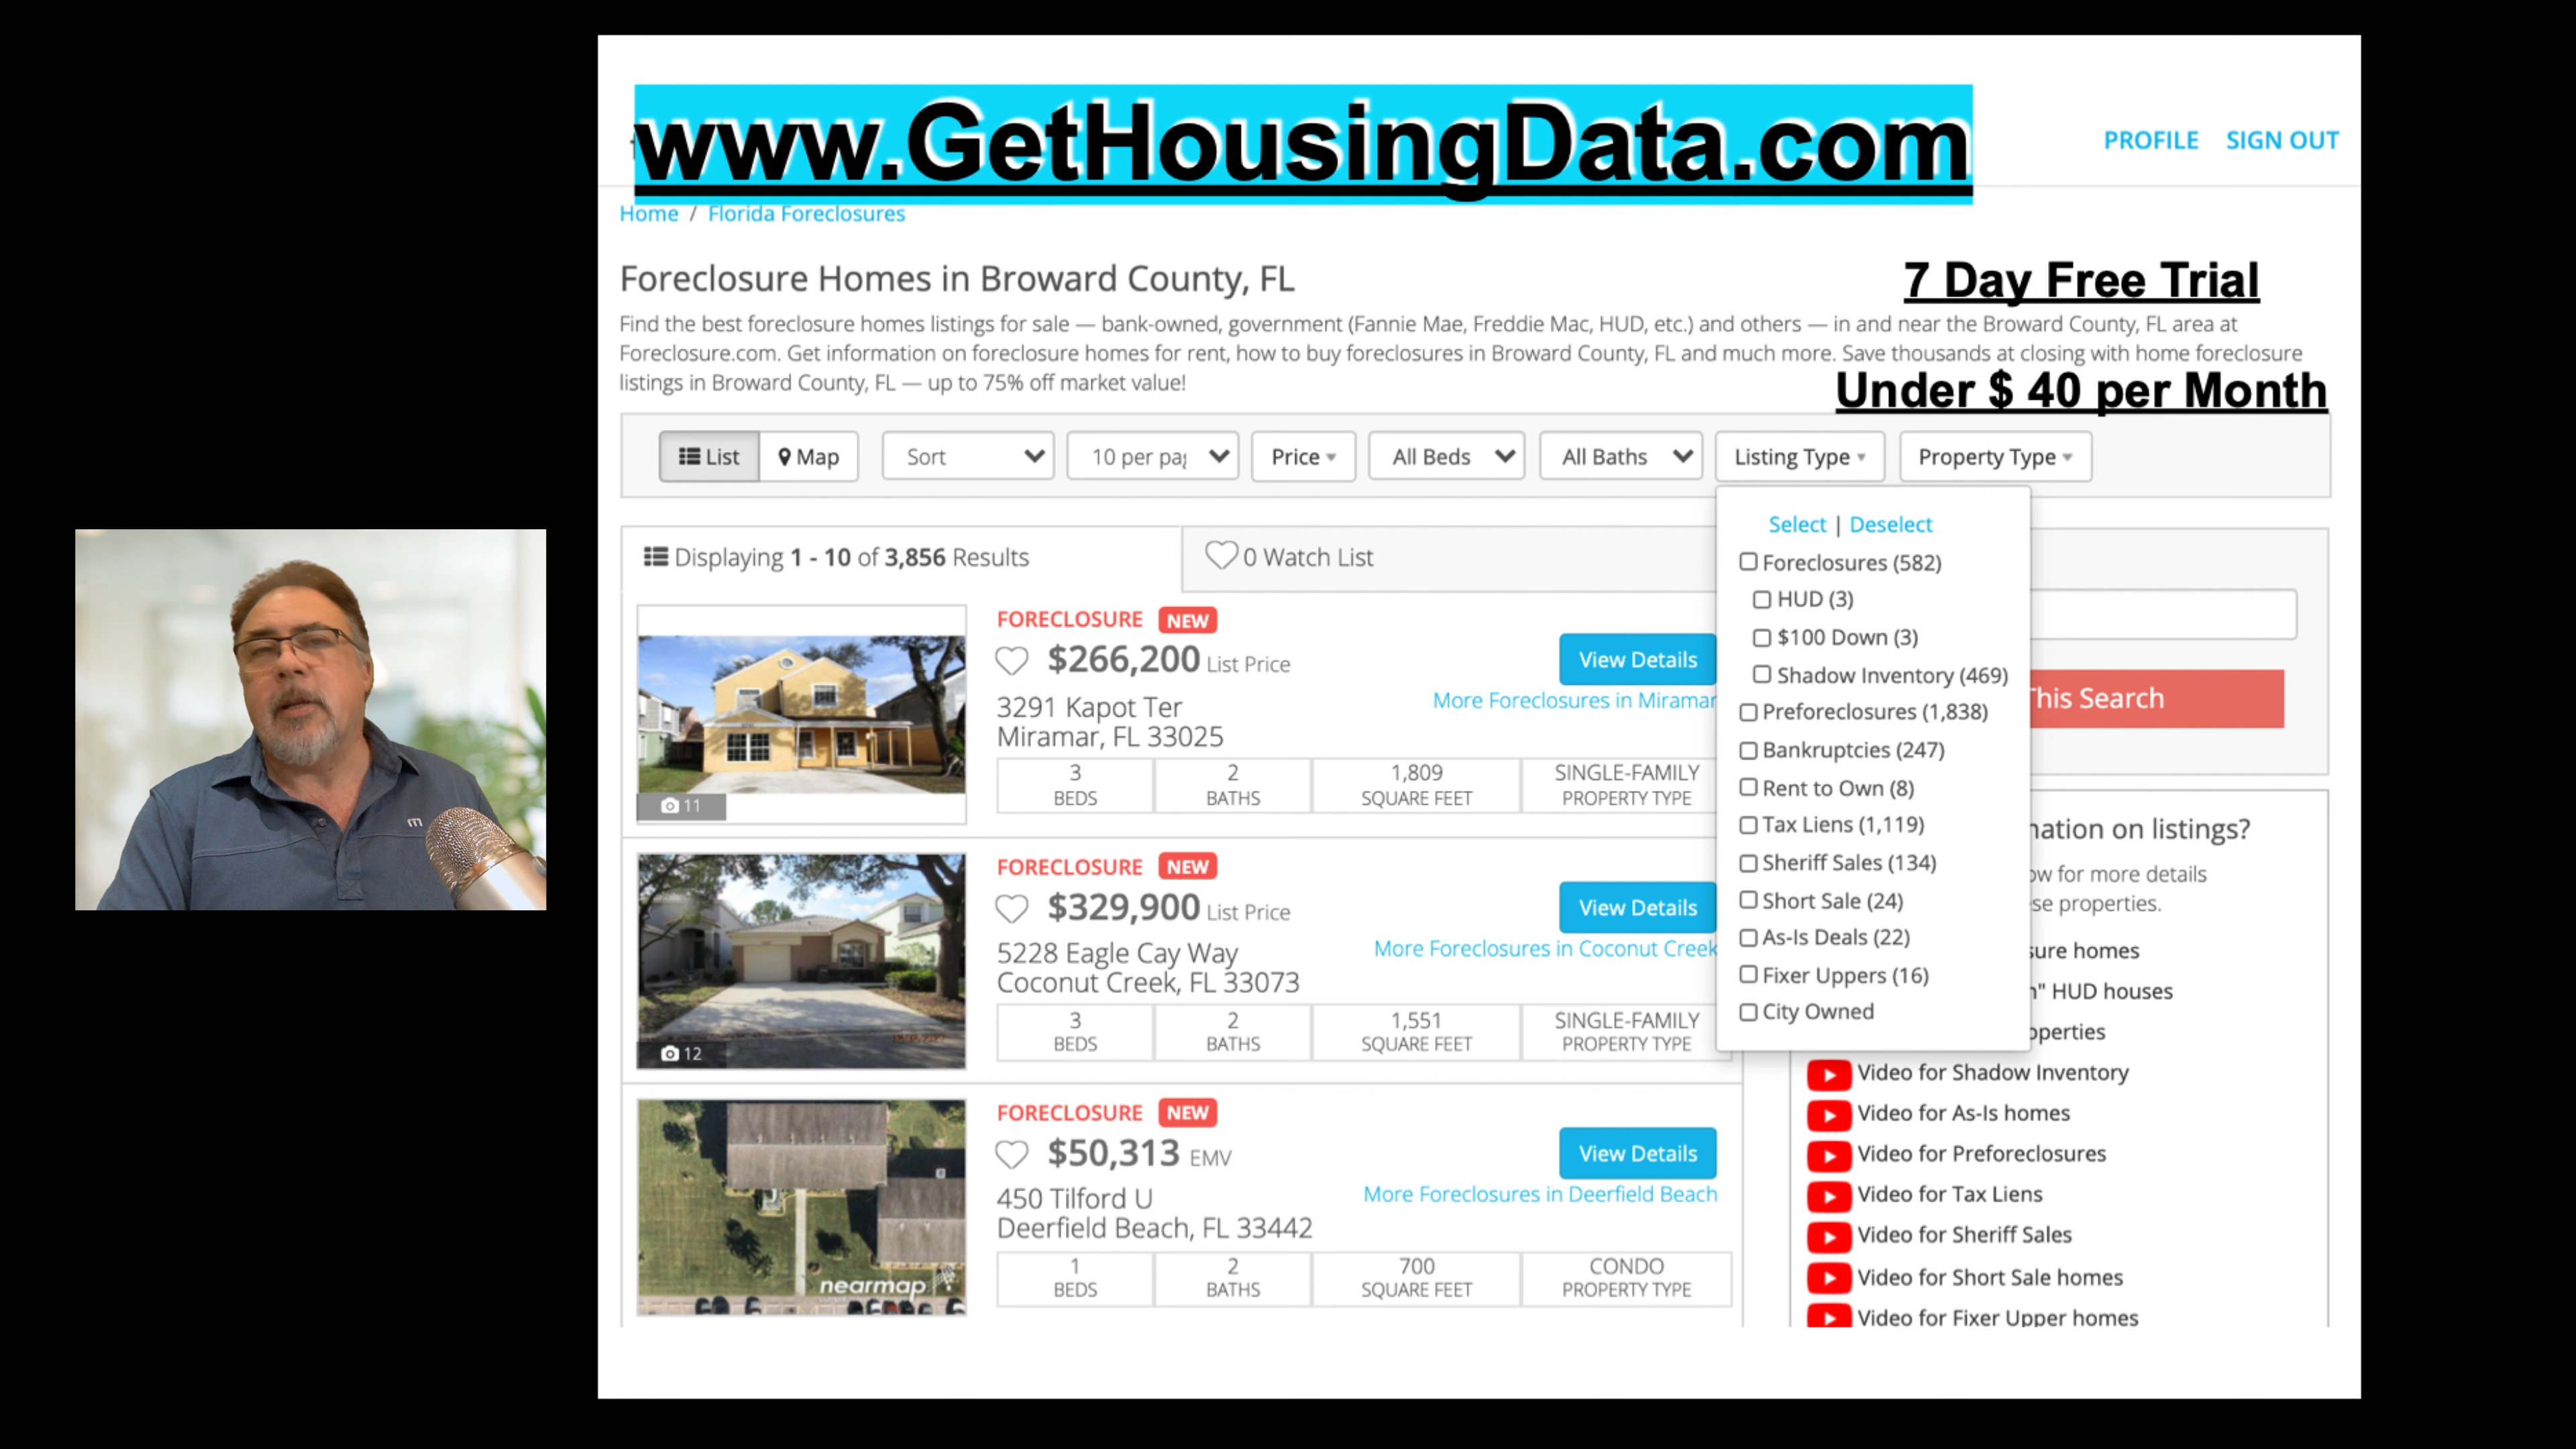 www.GetHousingData.com
PROFILE SIGN OUT
Home / Florida Foreclosures
Foreclosure Homes in Broward County, FL
7 Day Free Trial
Find the best foreclosure homes listings for sale — bank-owned, government (Fannie Mae, Freddie Mac, HUD, etc.) and others — in and near the Broward County, FL area at
Foreclosure.com. Get information on foreclosure homes for rent, how to buy foreclosures in Broward County, FL and much more. Save thousands at closing with home foreclosure
listings in Broward County, FL — up to 75% off market value!
Under $ 40 per Month
List Map Sort 10 per pag Price All Beds All Baths Listing Type Property Type
Select | Deselect
Foreclosures (582)
HUD (3)
$100 Down (3)
Shadow Inventory (469)
Preforeclosures (1,838)
Bankruptcies (247)
Rent to Own (8)
Tax Liens (1,119)
Sheriff Sales (134)
Short Sale (24)
As-Is Deals (22)
Fixer Uppers (16)
City Owned
Displaying 1 - 10 of 3,856 Results
0 Watch List
FORECLOSURE NEW
$266,200 List Price
View Details
3291 Kapot Ter
More Foreclosures in Miramar
Miramar, FL 33025
3 2 1,809 SINGLE-FAMILY
BEDS BATHS SQUARE FEET PROPERTY TYPE
11
FORECLOSURE NEW
$329,900 List Price
View Details
5228 Eagle Cay Way
More Foreclosures in Coconut Creek
Coconut Creek, FL 33073
3 2 1,551 SINGLE-FAMILY
BEDS BATHS SQUARE FEET PROPERTY TYPE
12
FORECLOSURE NEW
$50,313 EMV
View Details
450 Tilford U
More Foreclosures in Deerfield Beach
Deerfield Beach, FL 33442
1 2 700 CONDO
BEDS BATHS SQUARE FEET PROPERTY TYPE
nearmap
This Search
mation on listings?
ow for more details
se properties.
sure homes
n" HUD houses
operties
Video for Shadow Inventory
Video for As-Is homes
Video for Preforeclosures
Video for Tax Liens
Video for Sheriff Sales
Video for Short Sale homes
Video for Fixer Upper homes